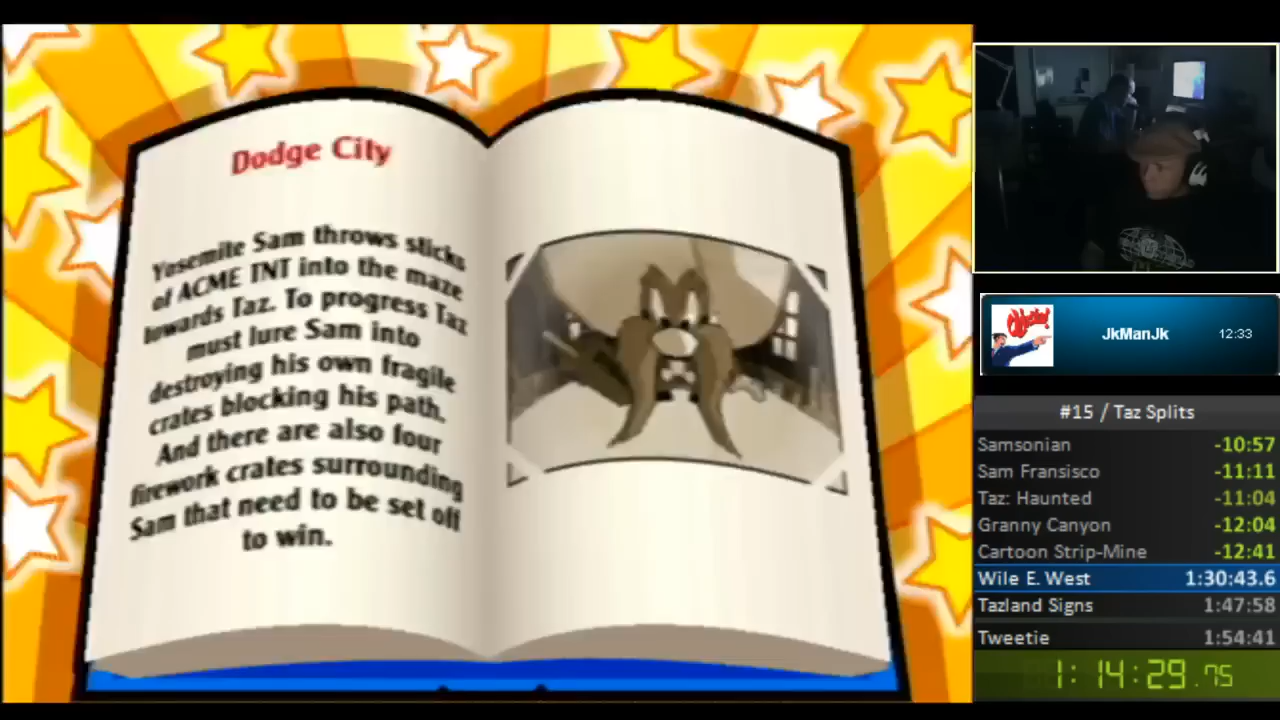 Dodge City
Yosemite Sam throws sticks
of ACME TNT into the maze
towards Taz. To progress Taz
must lure Sam into
destroying his own fragile
crates blocking his path.
And there are also four
firework crates surrounding
Sam that need to be set off
to win.
Objection!
JkManJk 12:33
#15 / Taz Splits
Samsonian -10:57
Sam Fransisco -11:11
Taz: Haunted -11:04
Granny Canyon -12:04
Cartoon Strip-Mine -12:41
Wile E. West 1:30:43.6
Tazland Signs 1:47:58
Tweetie 1:54:41
1:14:29.75